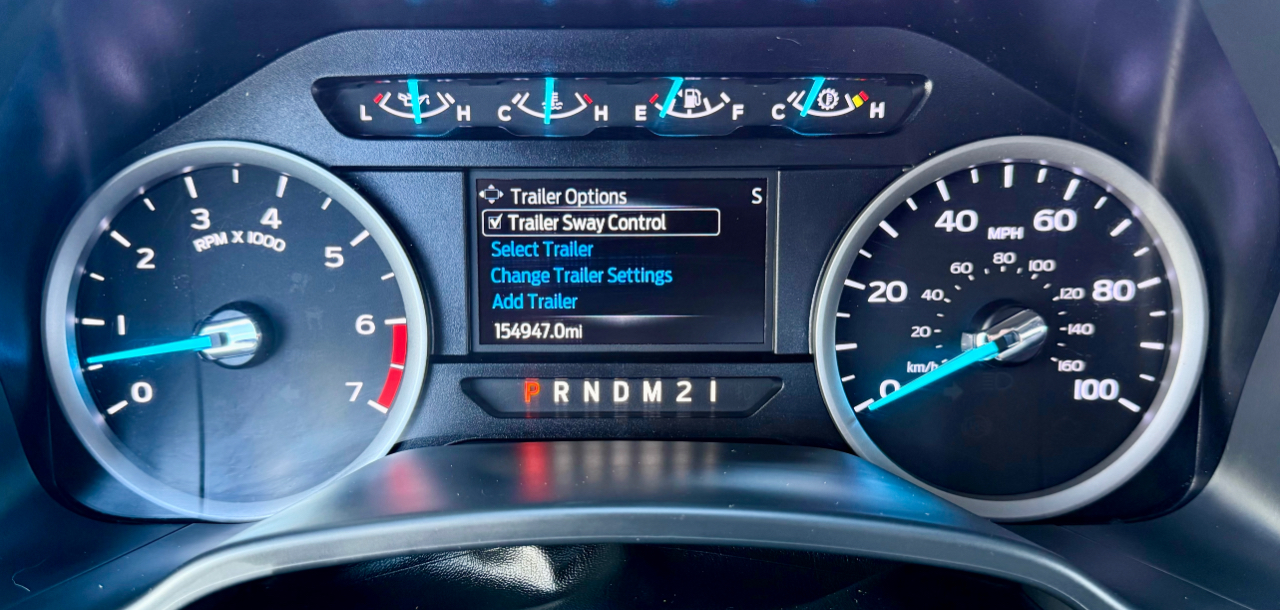 L H C H E F C H
Trailer Options S
Trailer Sway Control
Select Trailer
Change Trailer Settings
Add Trailer
154947.0mi
P R N D M 2 1
0 1 2 3 4 5 6 7
RPM X 1000
0 20 40 60 80 100
MPH
20 40 60 80 100 120 140 160
km/h